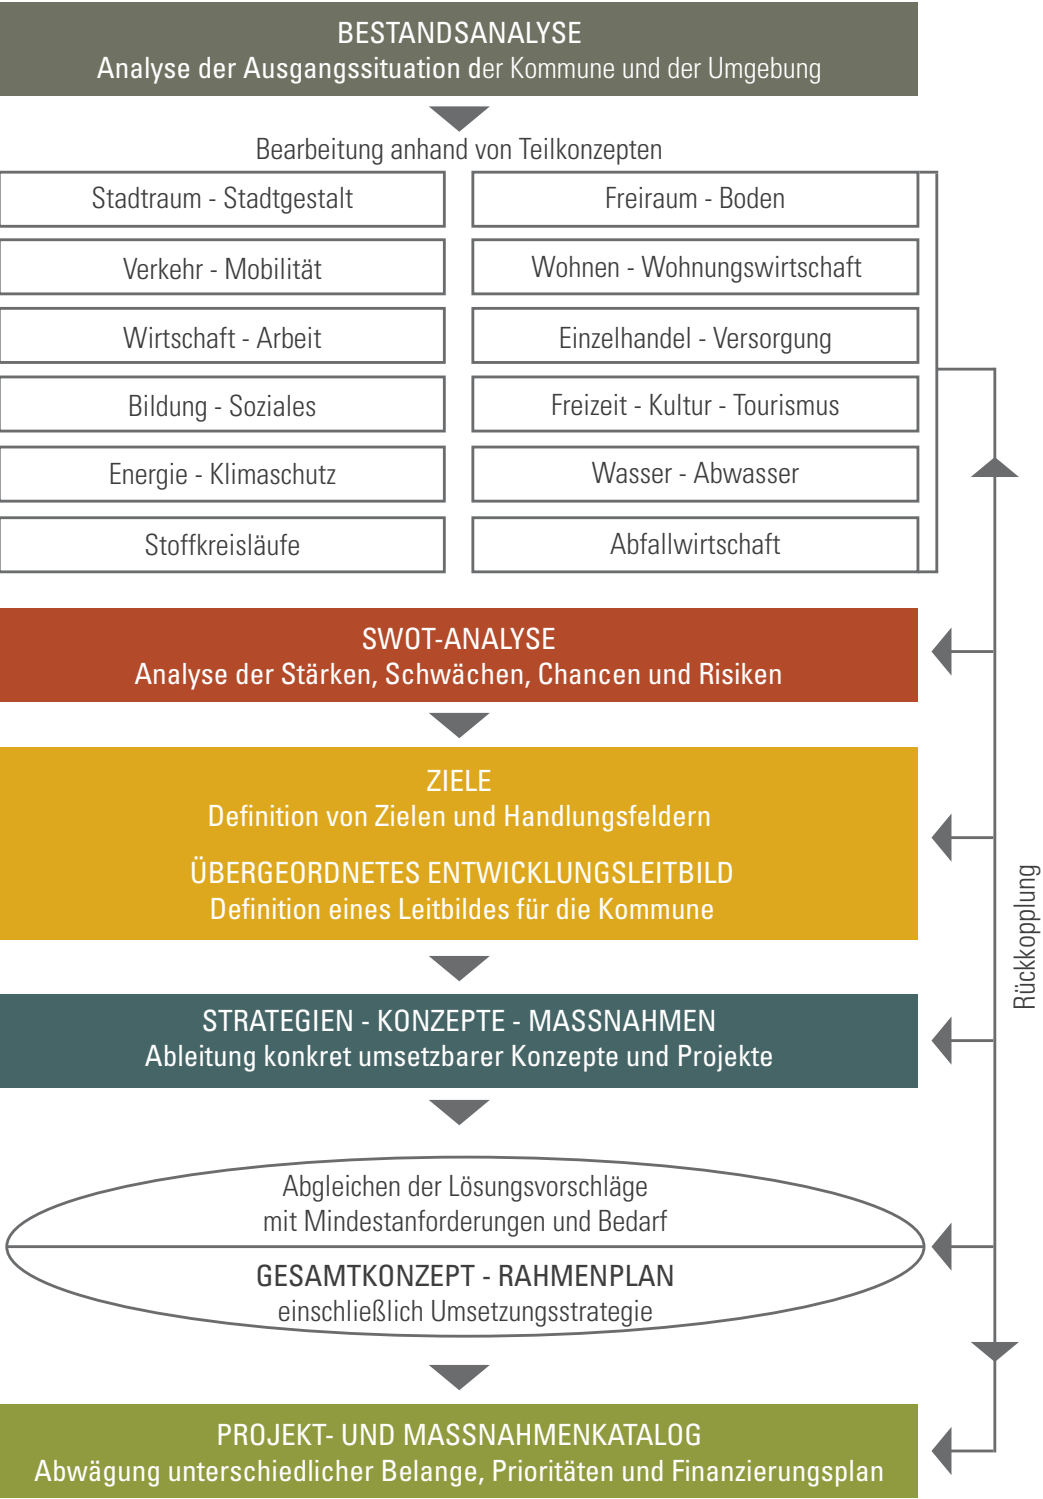 BESTANDSANALYSE
Analyse der Ausgangssituation der Kommune und der Umgebung
Bearbeitung anhand von Teilkonzepten
Stadtraum - Stadtgestalt
Freiraum - Boden
Verkehr - Mobilität
Wohnen - Wohnungswirtschaft
Wirtschaft - Arbeit
Einzelhandel - Versorgung
Bildung - Soziales
Freizeit - Kultur - Tourismus
Energie - Klimaschutz
Wasser - Abwasser
Stoffkreisläufe
Abfallwirtschaft
SWOT-ANALYSE
Analyse der Stärken, Schwächen, Chancen und Risiken
ZIELE
Definition von Zielen und Handlungsfeldern
ÜBERGEORDNETES ENTWICKLUNGSLEITBILD
Definition eines Leitbildes für die Kommune
STRATEGIEN - KONZEPTE - MASSNAHMEN
Ableitung konkret umsetzbarer Konzepte und Projekte
Abgleichen der Lösungsvorschläge
mit Mindestanforderungen und Bedarf
GESAMTKONZEPT - RAHMENPLAN
einschließlich Umsetzungsstrategie
PROJEKT- UND MASSNAHMENKATALOG
Abwägung unterschiedlicher Belange, Prioritäten und Finanzierungsplan
Rückkopplung